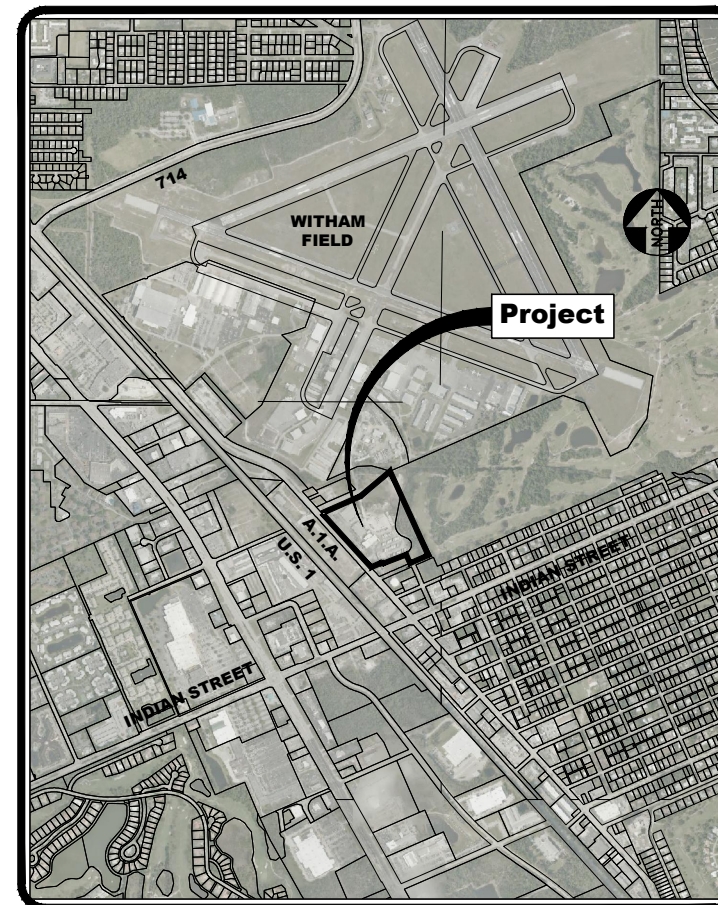 714
WITHAM
FIELD
NORTH
Project
A.1.A.
U.S. 1
INDIAN STREET
INDIAN STREET